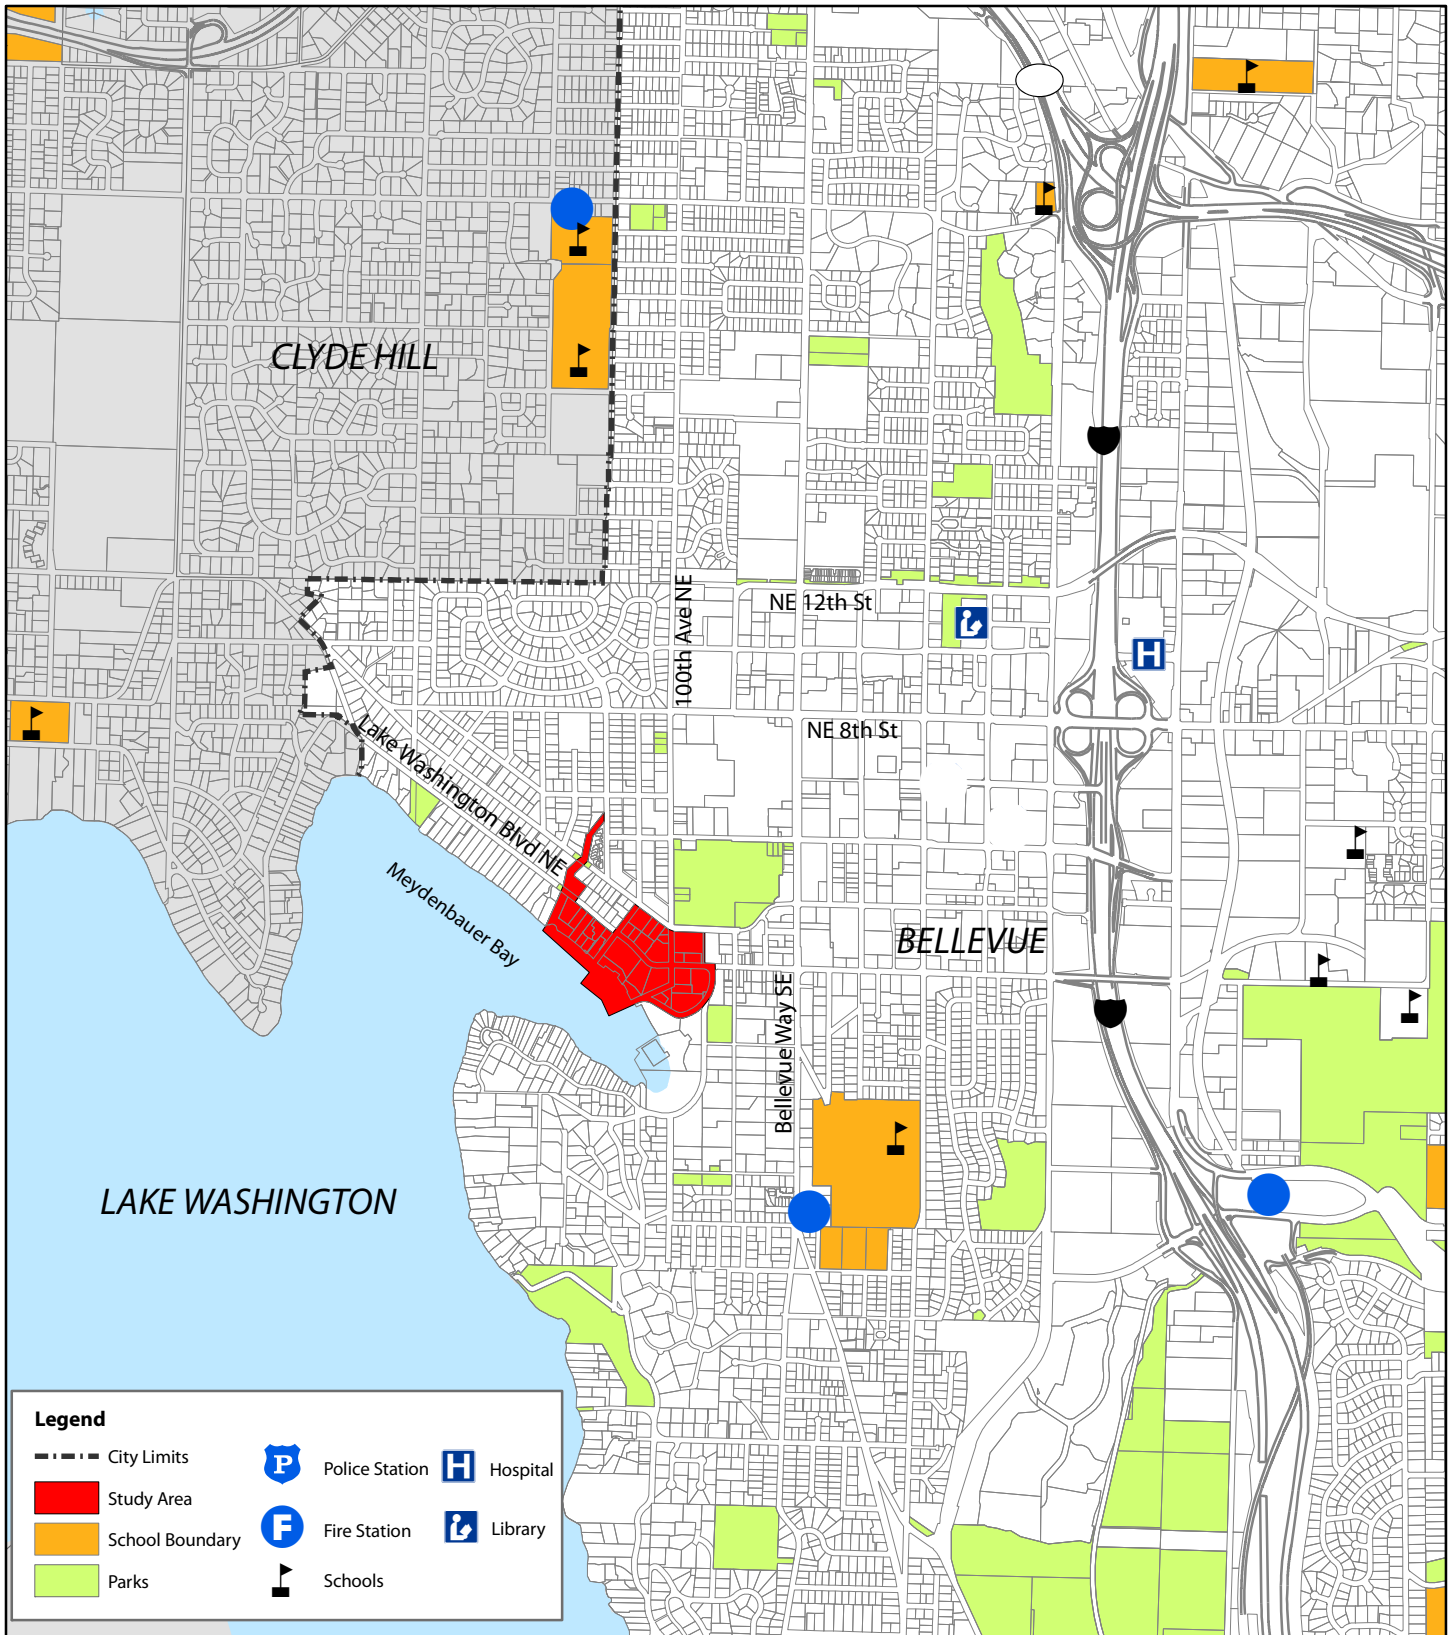 CLYDE HILL
100th Ave NE
NE 12th St
H
NE 8th St
Lake Washington Blvd NE
Meydenbauer Bay
BELLEVUE
Bellevue Way SE
LAKE WASHINGTON
Legend
City Limits
Study Area
School Boundary
Parks
P Police Station
F Fire Station
Schools
H Hospital
Library